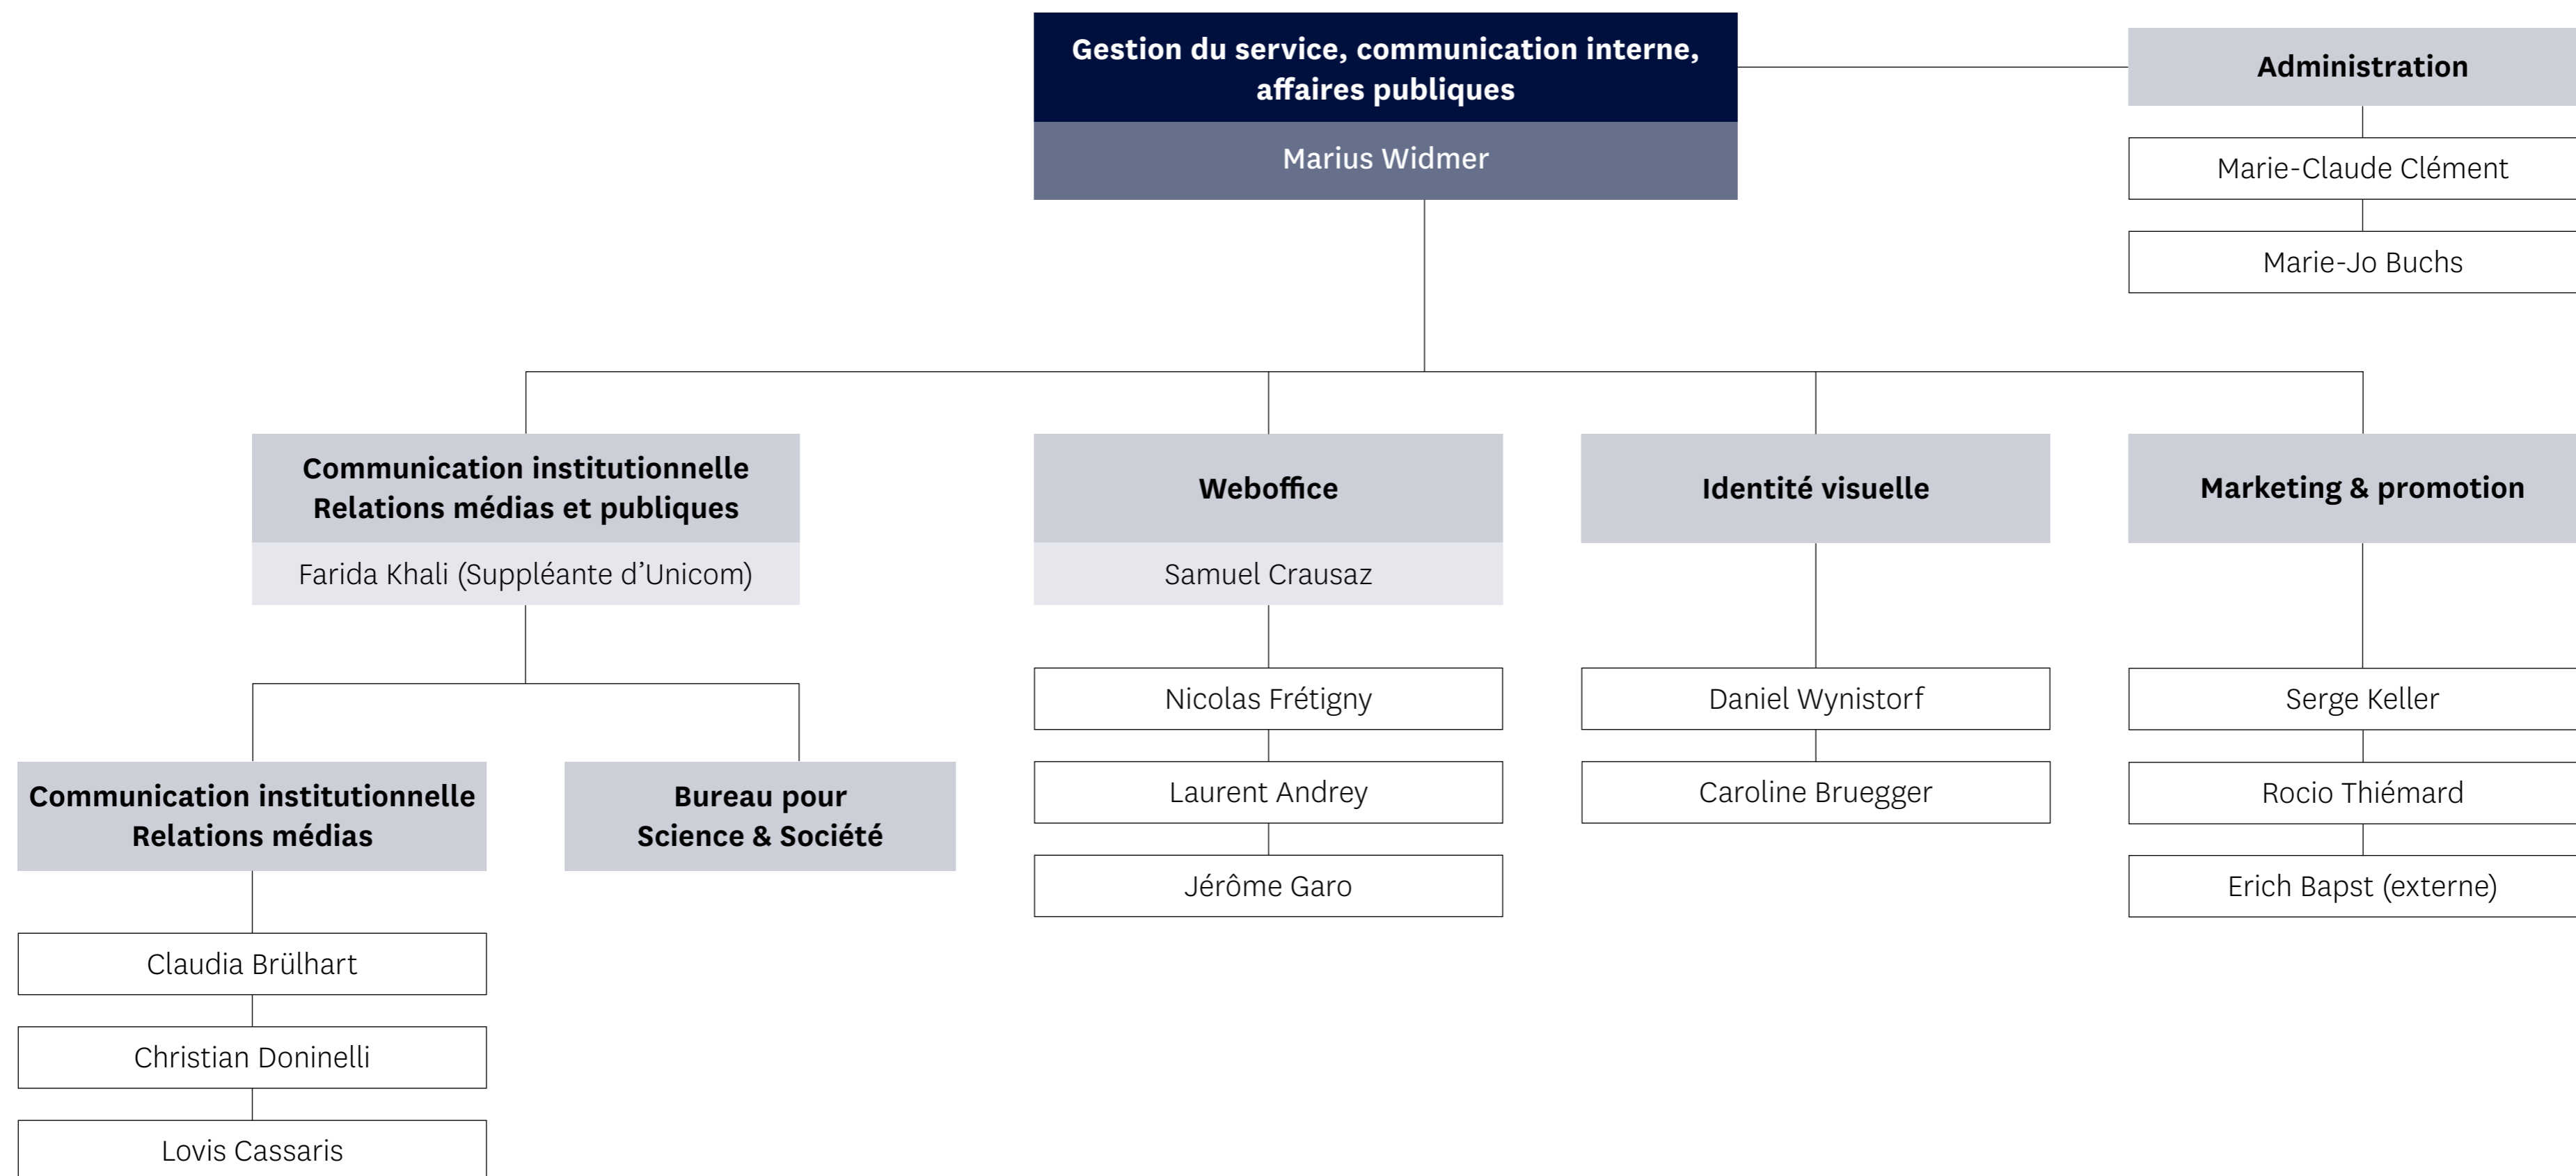 Gestion du service, communication interne,
affaires publiques
Marius Widmer
Administration
Marie-Claude Clément
Marie-Jo Buchs
Communication institutionnelle
Relations médias et publiques
Farida Khali (Suppléante d’Unicom)
Weboffice
Samuel Crausaz
Identité visuelle
Marketing & promotion
Communication institutionnelle
Relations médias
Bureau pour
Science & Société
Claudia Brülhart
Christian Doninelli
Lovis Cassaris
Nicolas Frétigny
Laurent Andrey
Jérôme Garo
Daniel Wynistorf
Caroline Bruegger
Serge Keller
Rocio Thiémard
Erich Bapst (externe)